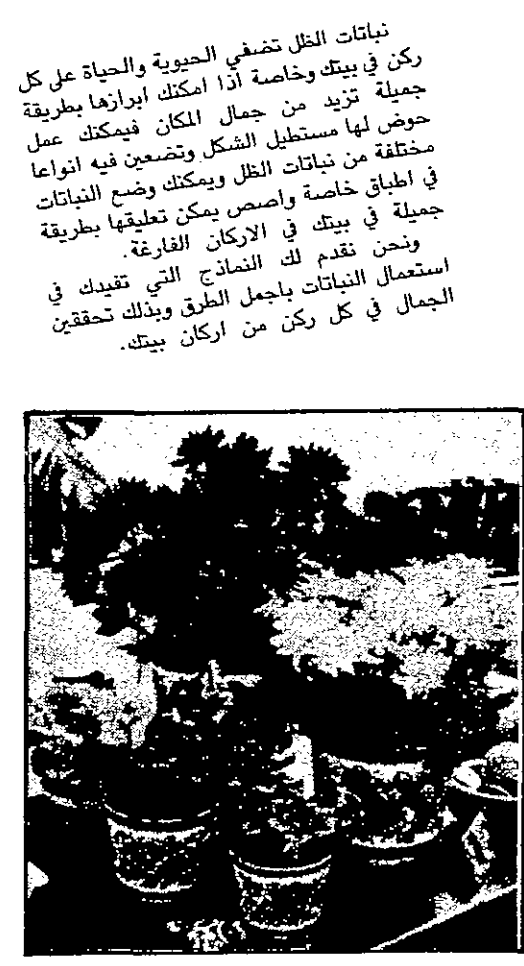 نباتات الظل تضفي الحيوية والحياة على كل
ركن في بيتك وخاصة اذا امكنك ابرازها بطريقة
جميلة تزيد من جمال المكان فيمكنك عمل
حوض لها مستطيل الشكل وتضعين فيه انواعا
مختلفة من نباتات الظل ويمكنك وضع النباتات
في اطباق خاصة واصص يمكن تعليقها بطريقة
جميلة في بيتك في الاركان الفارغة.
ونحن نقدم لك النماذج التي تفيدك في
استعمال النباتات باجمل الطرق وبذلك تحققين
الجمال في كل ركن من اركان بيتك.